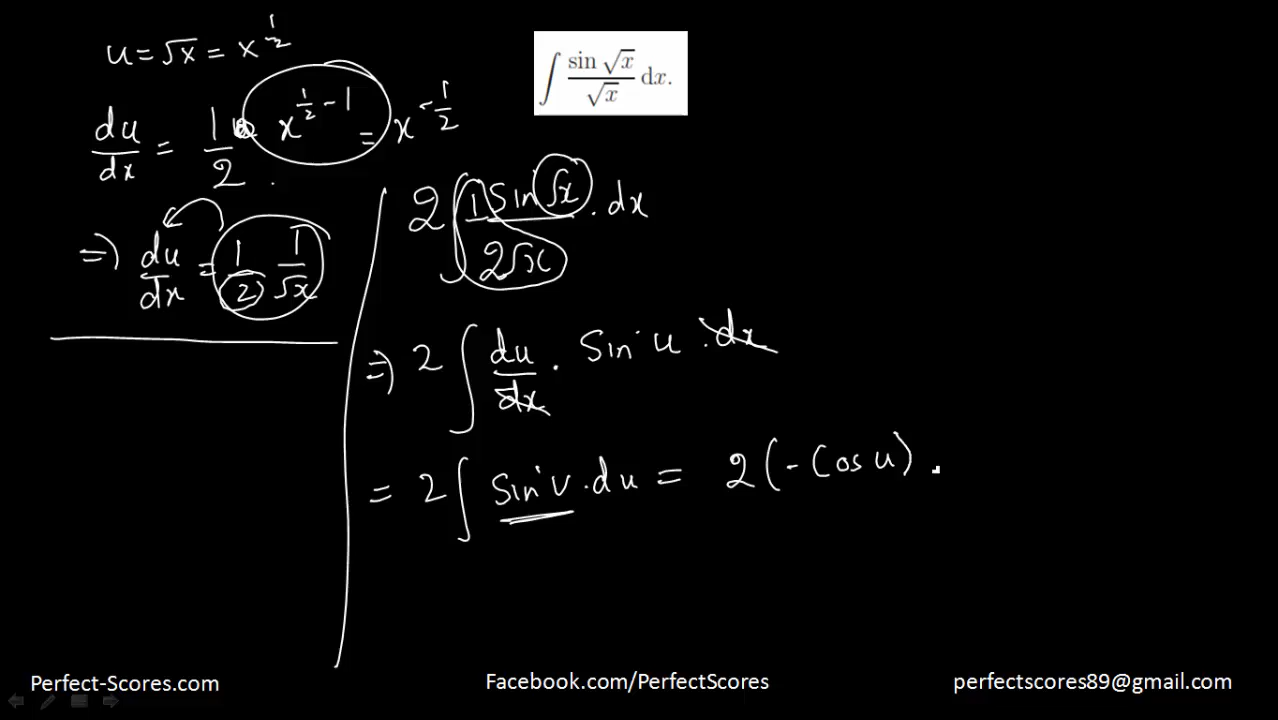 u = √x = x^(1/2)
∫ sin √x / √x dx.
du/dx = 1/2 x^(1/2 - 1) = x^(-1/2)
=) du/dx = 1/2 1/√x
2 ∫ 1 sin √x / 2√x . dx
=) 2 ∫ du/dx . Sin u . dx
= 2 ∫ sin u . du = 2 (- Cos u) .
Perfect-Scores.com
Facebook.com/PerfectScores
perfectscores89@gmail.com